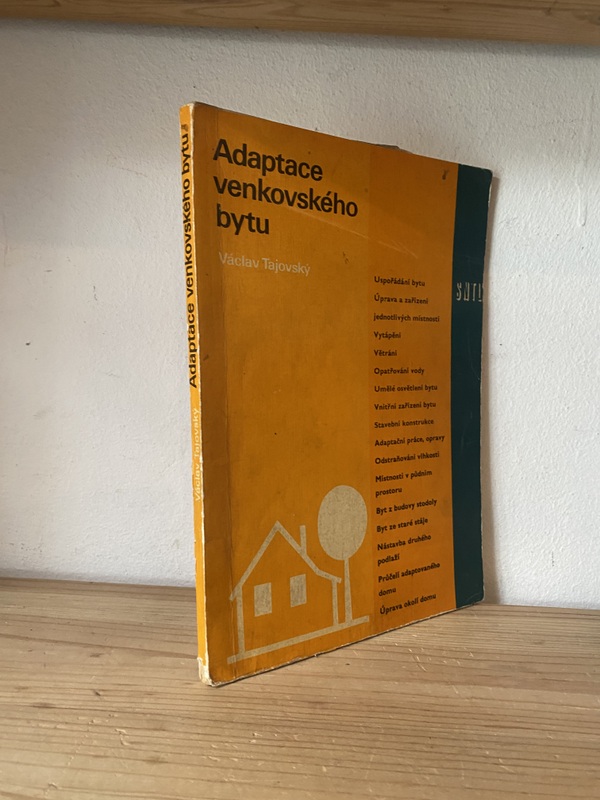 Adaptace venkovského bytu
Václav Tajovský
Adaptace
venkovského
bytu
Václav Tajovský
Uspořádání bytu
Úprava a zařízení
jednotlivých místností
Vytápění
Větrání
Opatřování vody
Umělé osvětlení bytu
Vnitřní zařízení bytu
Stavební konstrukce
Adaptační práce, opravy
Odstraňování vlhkosti
Místnosti v půdním
prostoru
Byt z budovy stodoly
Byt ze staré stáje
Nástavba druhého
podlaží
Průčelí adaptovaného
domu
Úprava okolí domu
SNTL